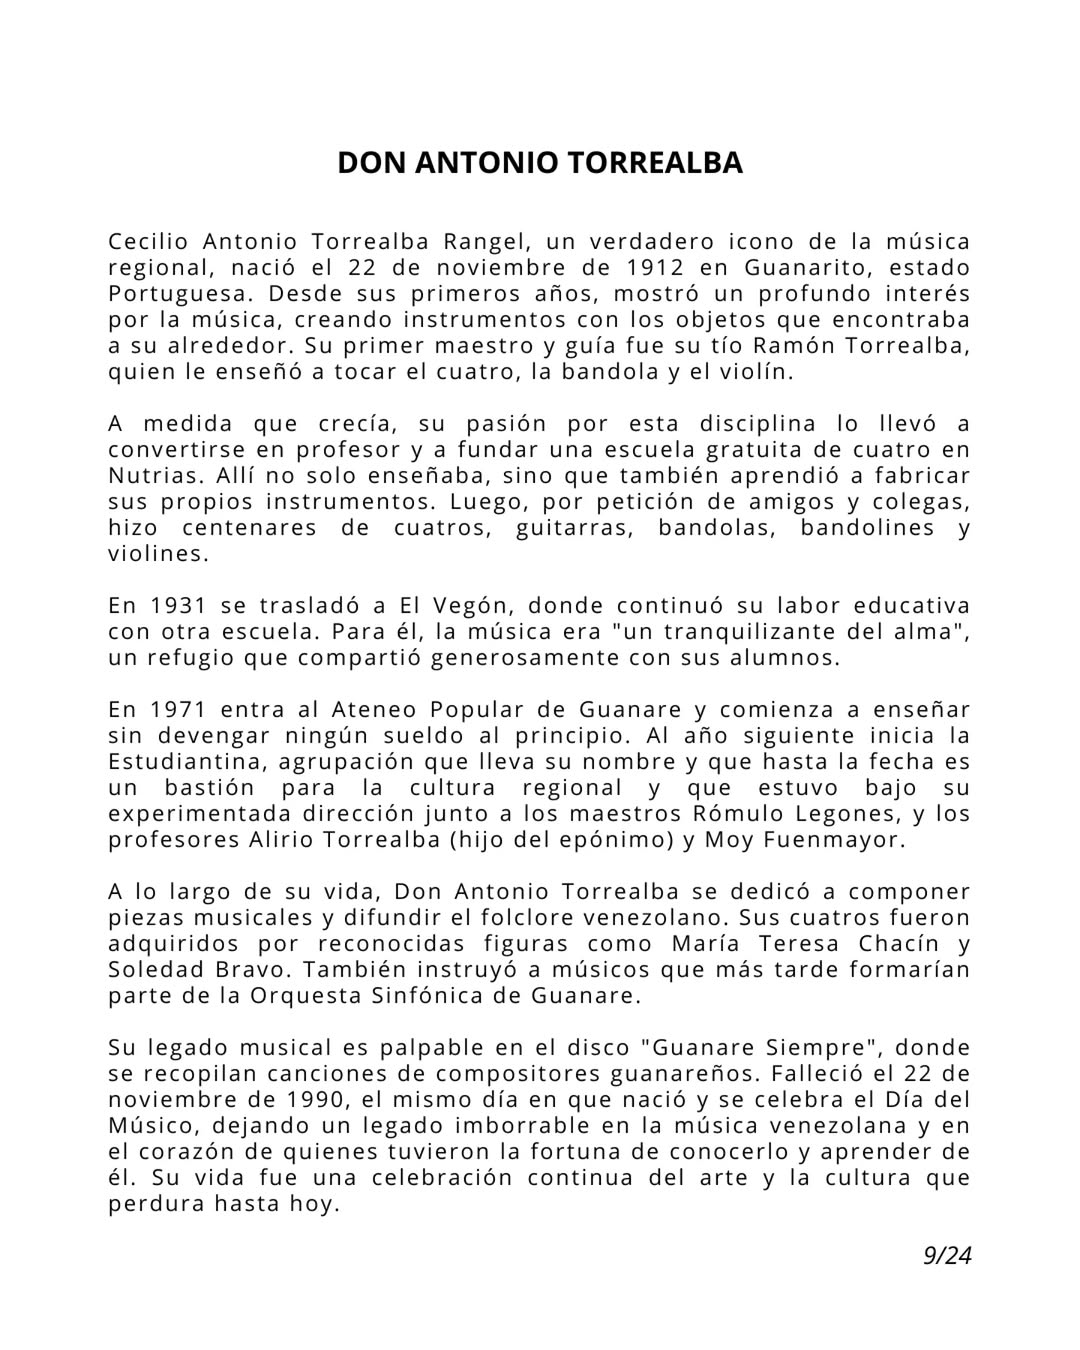 DON ANTONIO TORREALBA
Cecilio Antonio Torrealba Rangel, un verdadero icono de la música
regional, nació el 22 de noviembre de 1912 en Guanarito, estado
Portuguesa. Desde sus primeros años, mostró un profundo interés
por la música, creando instrumentos con los objetos que encontraba
a su alrededor. Su primer maestro y guía fue su tío Ramón Torrealba,
quien le enseñó a tocar el cuatro, la bandola y el violín.
A medida que crecía, su pasión por esta disciplina lo llevó a
convertirse en profesor y a fundar una escuela gratuita de cuatro en
Nutrias. Allí no solo enseñaba, sino que también aprendió a fabricar
sus propios instrumentos. Luego, por petición de amigos y colegas,
hizo centenares de cuatros, guitarras, bandolas, bandolines y
violines.
En 1931 se trasladó a El Vegón, donde continuó su labor educativa
con otra escuela. Para él, la música era "un tranquilizante del alma",
un refugio que compartió generosamente con sus alumnos.
En 1971 entra al Ateneo Popular de Guanare y comienza a enseñar
sin devengar ningún sueldo al principio. Al año siguiente inicia la
Estudiantina, agrupación que lleva su nombre y que hasta la fecha es
un bastión para la cultura regional y que estuvo bajo su
experimentada dirección junto a los maestros Rómulo Legones, y los
profesores Alirio Torrealba (hijo del epónimo) y Moy Fuenmayor.
A lo largo de su vida, Don Antonio Torrealba se dedicó a componer
piezas musicales y difundir el folclore venezolano. Sus cuatros fueron
adquiridos por reconocidas figuras como María Teresa Chacín y
Soledad Bravo. También instruyó a músicos que más tarde formarían
parte de la Orquesta Sinfónica de Guanare.
Su legado musical es palpable en el disco "Guanare Siempre", donde
se recopilan canciones de compositores guanareños. Falleció el 22 de
noviembre de 1990, el mismo día en que nació y se celebra el Día del
Músico, dejando un legado imborrable en la música venezolana y en
el corazón de quienes tuvieron la fortuna de conocerlo y aprender de
él. Su vida fue una celebración continua del arte y la cultura que
perdura hasta hoy.
9/24